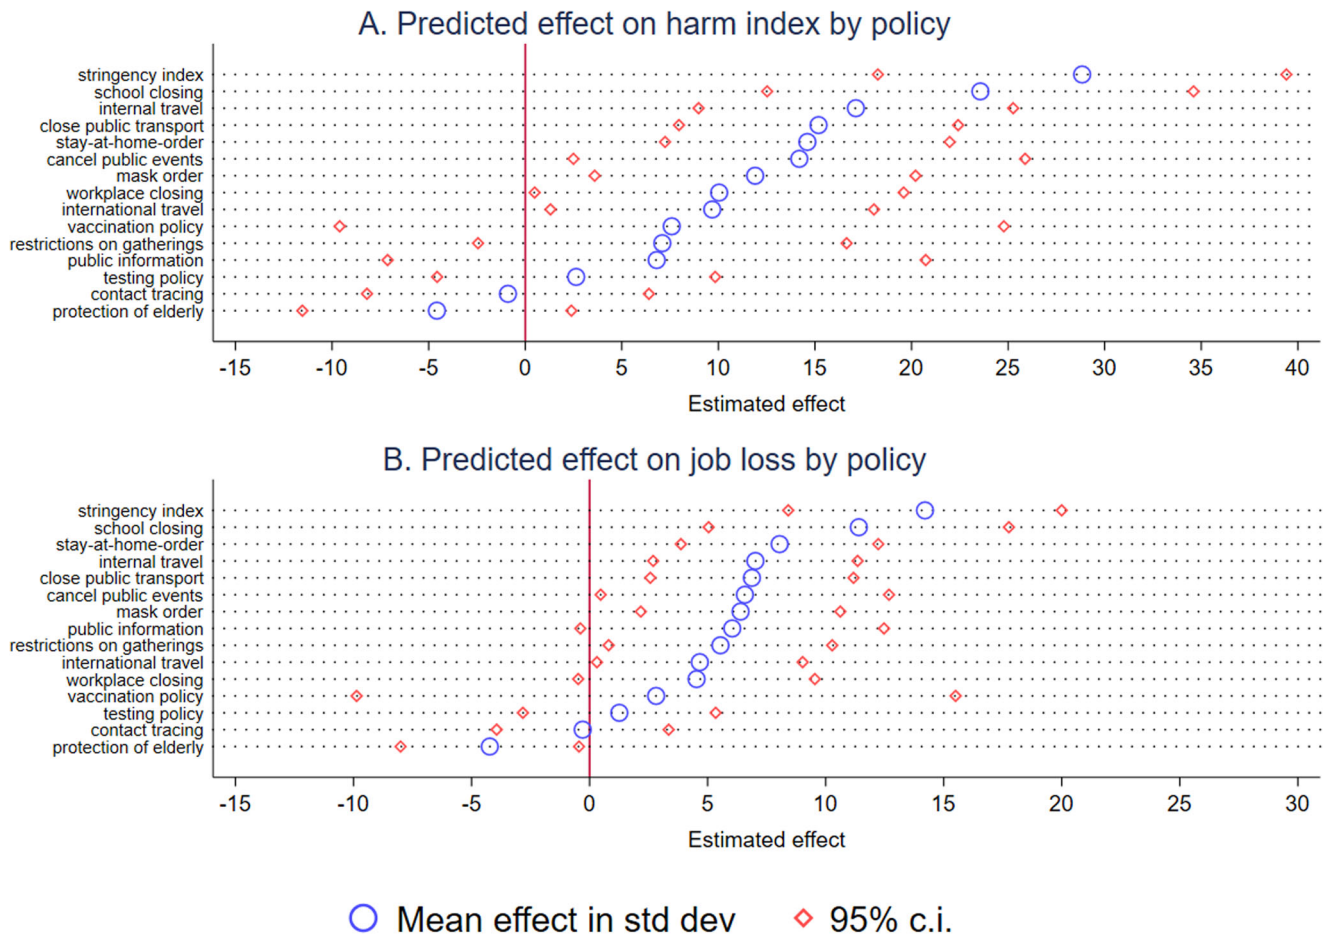 A. Predicted effect on harm index by policy
stringency index
school closing
internal travel
close public transport
stay-at-home-order
cancel public events
mask order
workplace closing
international travel
vaccination policy
restrictions on gatherings
public information
testing policy
contact tracing
protection of elderly
-15 -10 -5 0 5 10 15 20 25 30 35 40
Estimated effect
B. Predicted effect on job loss by policy
stringency index
school closing
stay-at-home-order
internal travel
close public transport
cancel public events
mask order
public information
restrictions on gatherings
international travel
workplace closing
vaccination policy
testing policy
contact tracing
protection of elderly
-15 -10 -5 0 5 10 15 20 25 30
Estimated effect
Mean effect in std dev 95% c.i.